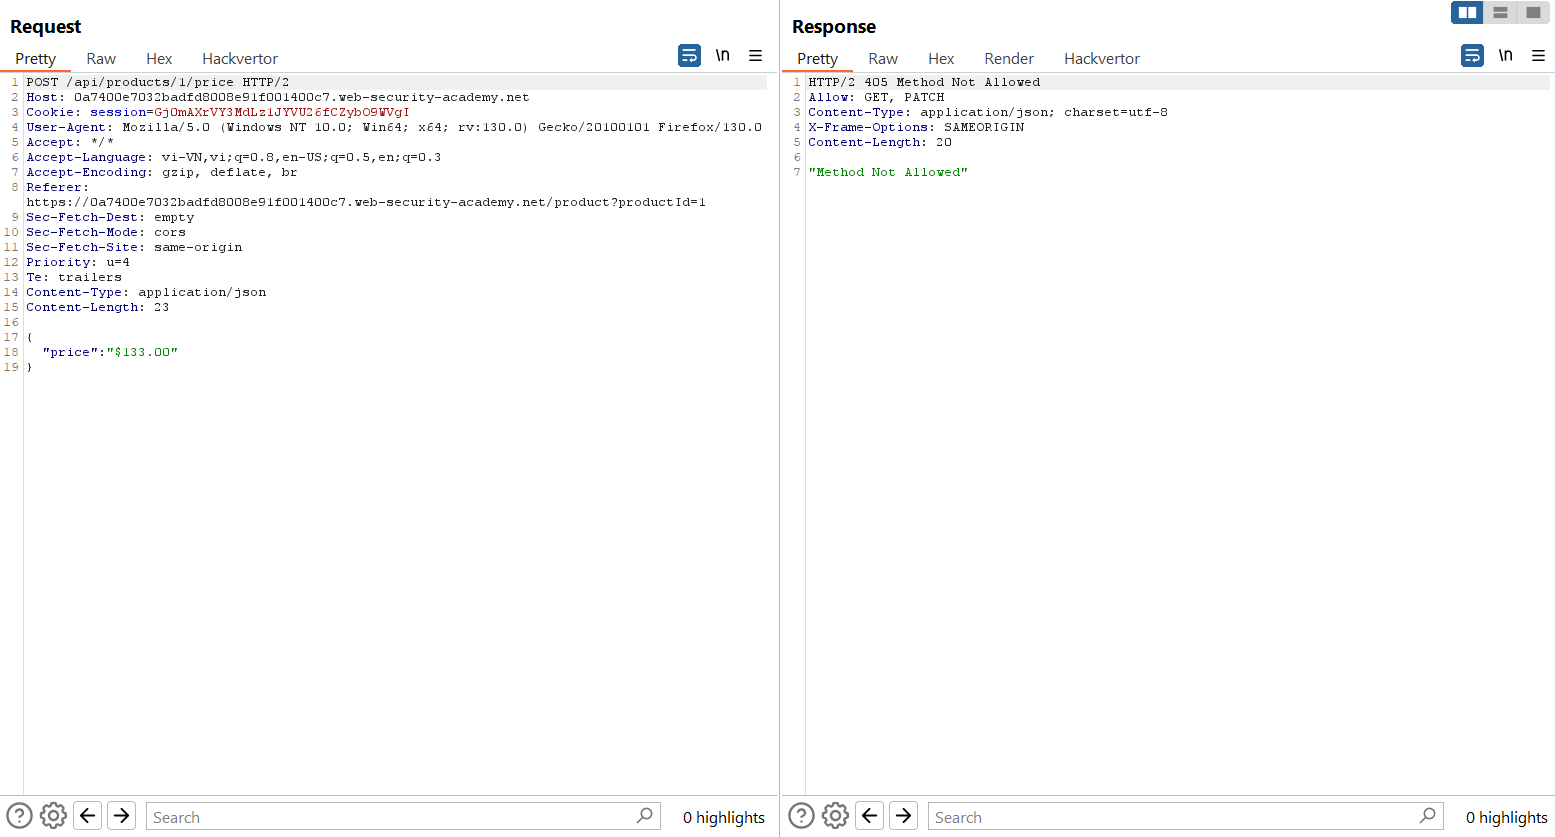 Request
Pretty Raw Hex Hackvertor \n
1 POST /api/products/1/price HTTP/2
2 Host: 0a7400e7032badfd8008e91f001400c7.web-security-academy.net
3 Cookie: session=GjOmAXrVY3MdLz1JYVU26fCZybO9WVgI
4 User-Agent: Mozilla/5.0 (Windows NT 10.0; Win64; x64; rv:130.0) Gecko/20100101 Firefox/130.0
5 Accept: */*
6 Accept-Language: vi-VN,vi;q=0.8,en-US;q=0.5,en;q=0.3
7 Accept-Encoding: gzip, deflate, br
8 Referer:
https://0a7400e7032badfd8008e91f001400c7.web-security-academy.net/product?productId=1
9 Sec-Fetch-Dest: empty
10 Sec-Fetch-Mode: cors
11 Sec-Fetch-Site: same-origin
12 Priority: u=4
13 Te: trailers
14 Content-Type: application/json
15 Content-Length: 23
16
17 {
18 "price":"$133.00"
19 }
Search 0 highlights
Response
Pretty Raw Hex Render Hackvertor \n
1 HTTP/2 405 Method Not Allowed
2 Allow: GET, PATCH
3 Content-Type: application/json; charset=utf-8
4 X-Frame-Options: SAMEORIGIN
5 Content-Length: 20
6
7 "Method Not Allowed"
Search 0 highlights